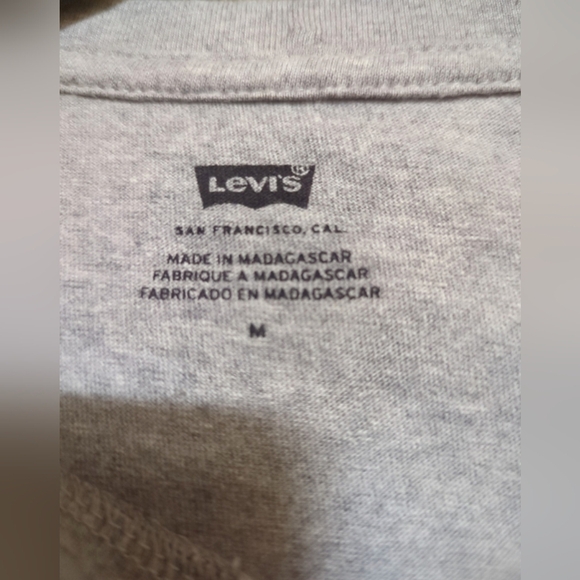 Levi's®
SAN FRANCISCO, CAL.
MADE IN MADAGASCAR
FABRIQUE A MADAGASCAR
FABRICADO EN MADAGASCAR
M